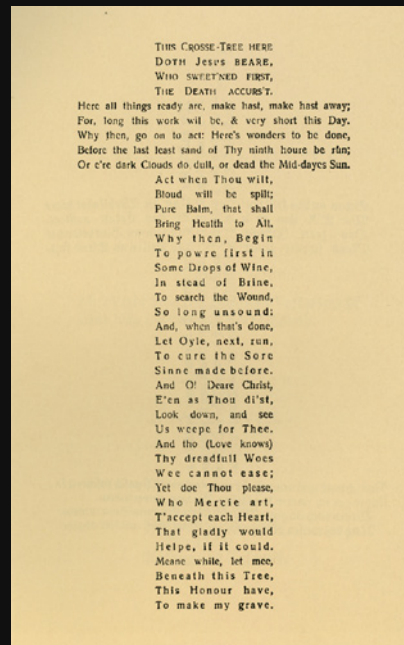 THIS CROSSE-TREE HERE
DOTH JESUS BEARE,
WHO SWEET'NED FIRST,
THE DEATH ACCURS'T.
Here all things ready are, make hast, make hast away;
For, long this work wil be, & very short this Day.
Why then, go on to act: Here's wonders to be done,
Before the last least sand of Thy ninth houre be run;
Or e're dark Clouds do dull, or dead the Mid-dayes Sun.
Act when Thou wilt,
Bloud will be spilt;
Pure Balm, that shall
Bring Health to All.
Why then, Begin
To powre first in
Some Drops of Wine,
In stead of Brine,
To search the Wound,
So long unsound:
And, when that's done,
Let Oyle, next, run,
To cure the Sore
Sinne made before.
And O! Deare Christ,
E'en as Thou di'st,
Look down, and see
Us weepe for Thee.
And tho (Love knows)
Thy dreadfull Woes
Wee cannot ease;
Yet doe Thou please,
Who Mercie art,
T'accept each Heart,
That gladly would
Helpe, if it could.
Meane while, let mee,
Beneath this Tree,
This Honour have,
To make my grave.